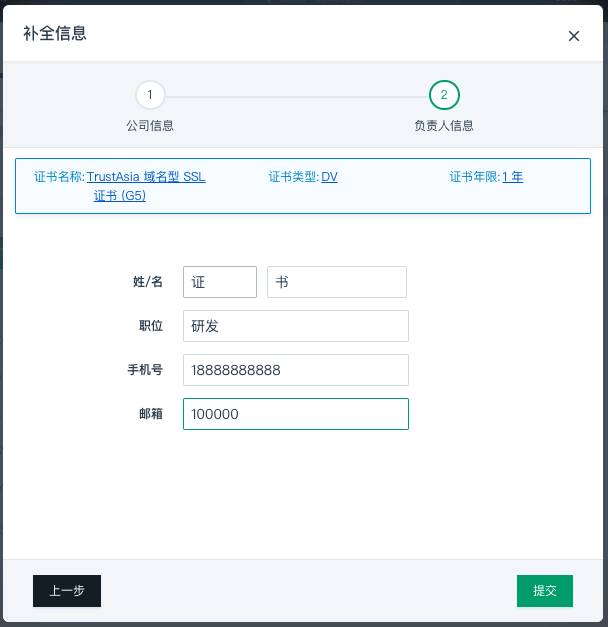 补全信息
1
2
公司信息
负责人信息
证书名称: TrustAsia 域名型 SSL 证书类型: DV 证书年限: 1 年
证书 (G5)
姓/名 证 书
职位 研发
手机号 18888888888
邮箱 100000
上一步 提交